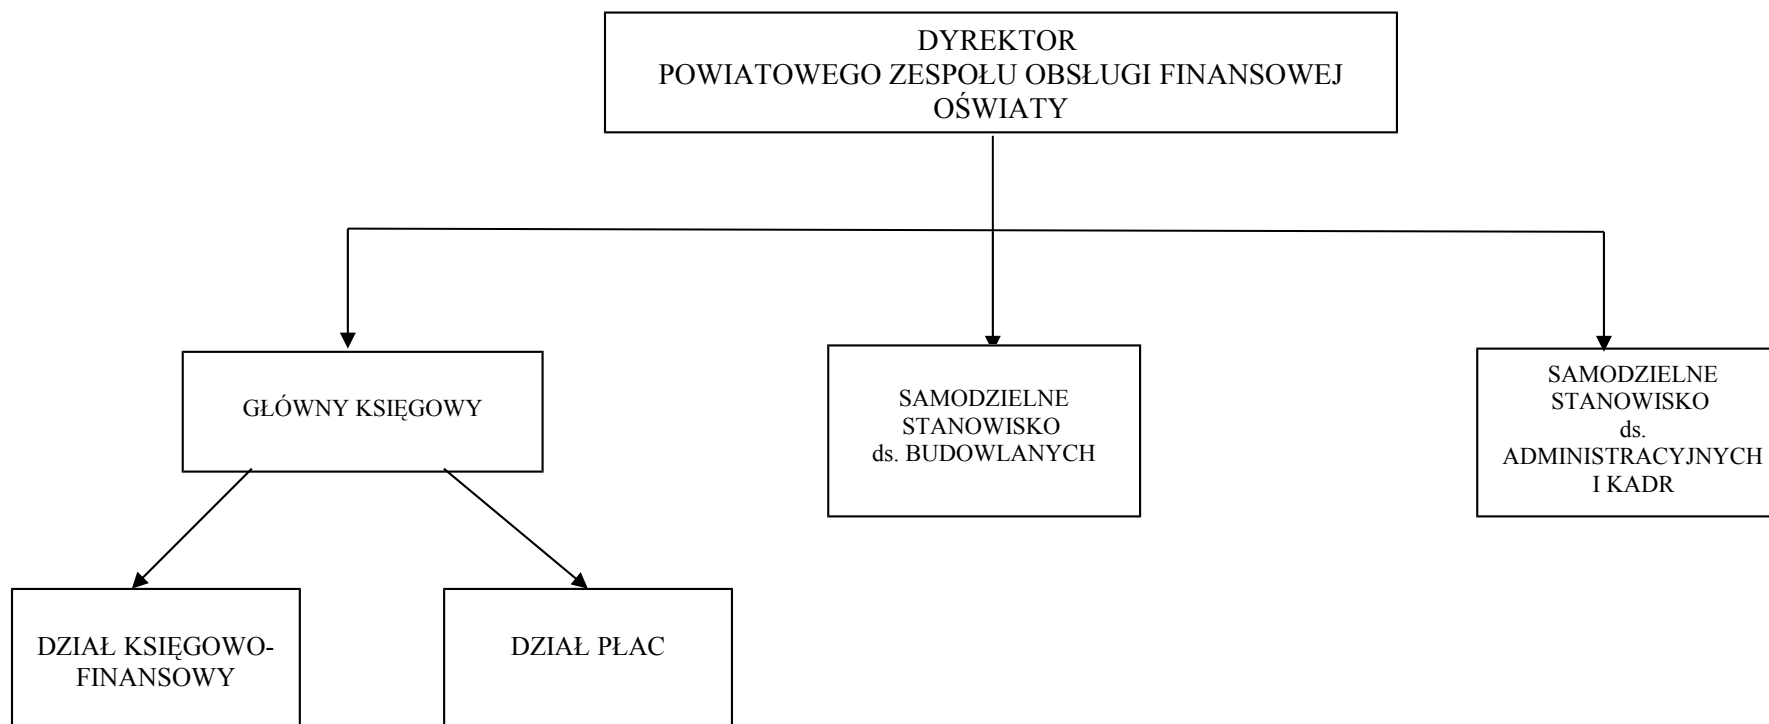 DYREKTOR
POWIATOWEGO ZESPOŁU OBSŁUGI FINANSOWEJ
OŚWIATY
GŁÓWNY KSIĘGOWY
SAMODZIELNE
STANOWISKO
ds. BUDOWLANYCH
SAMODZIELNE
STANOWISKO
ds.
ADMINISTRACYJNYCH
I KADR
DZIAŁ KSIĘGOWO-
FINANSOWY
DZIAŁ PŁAC